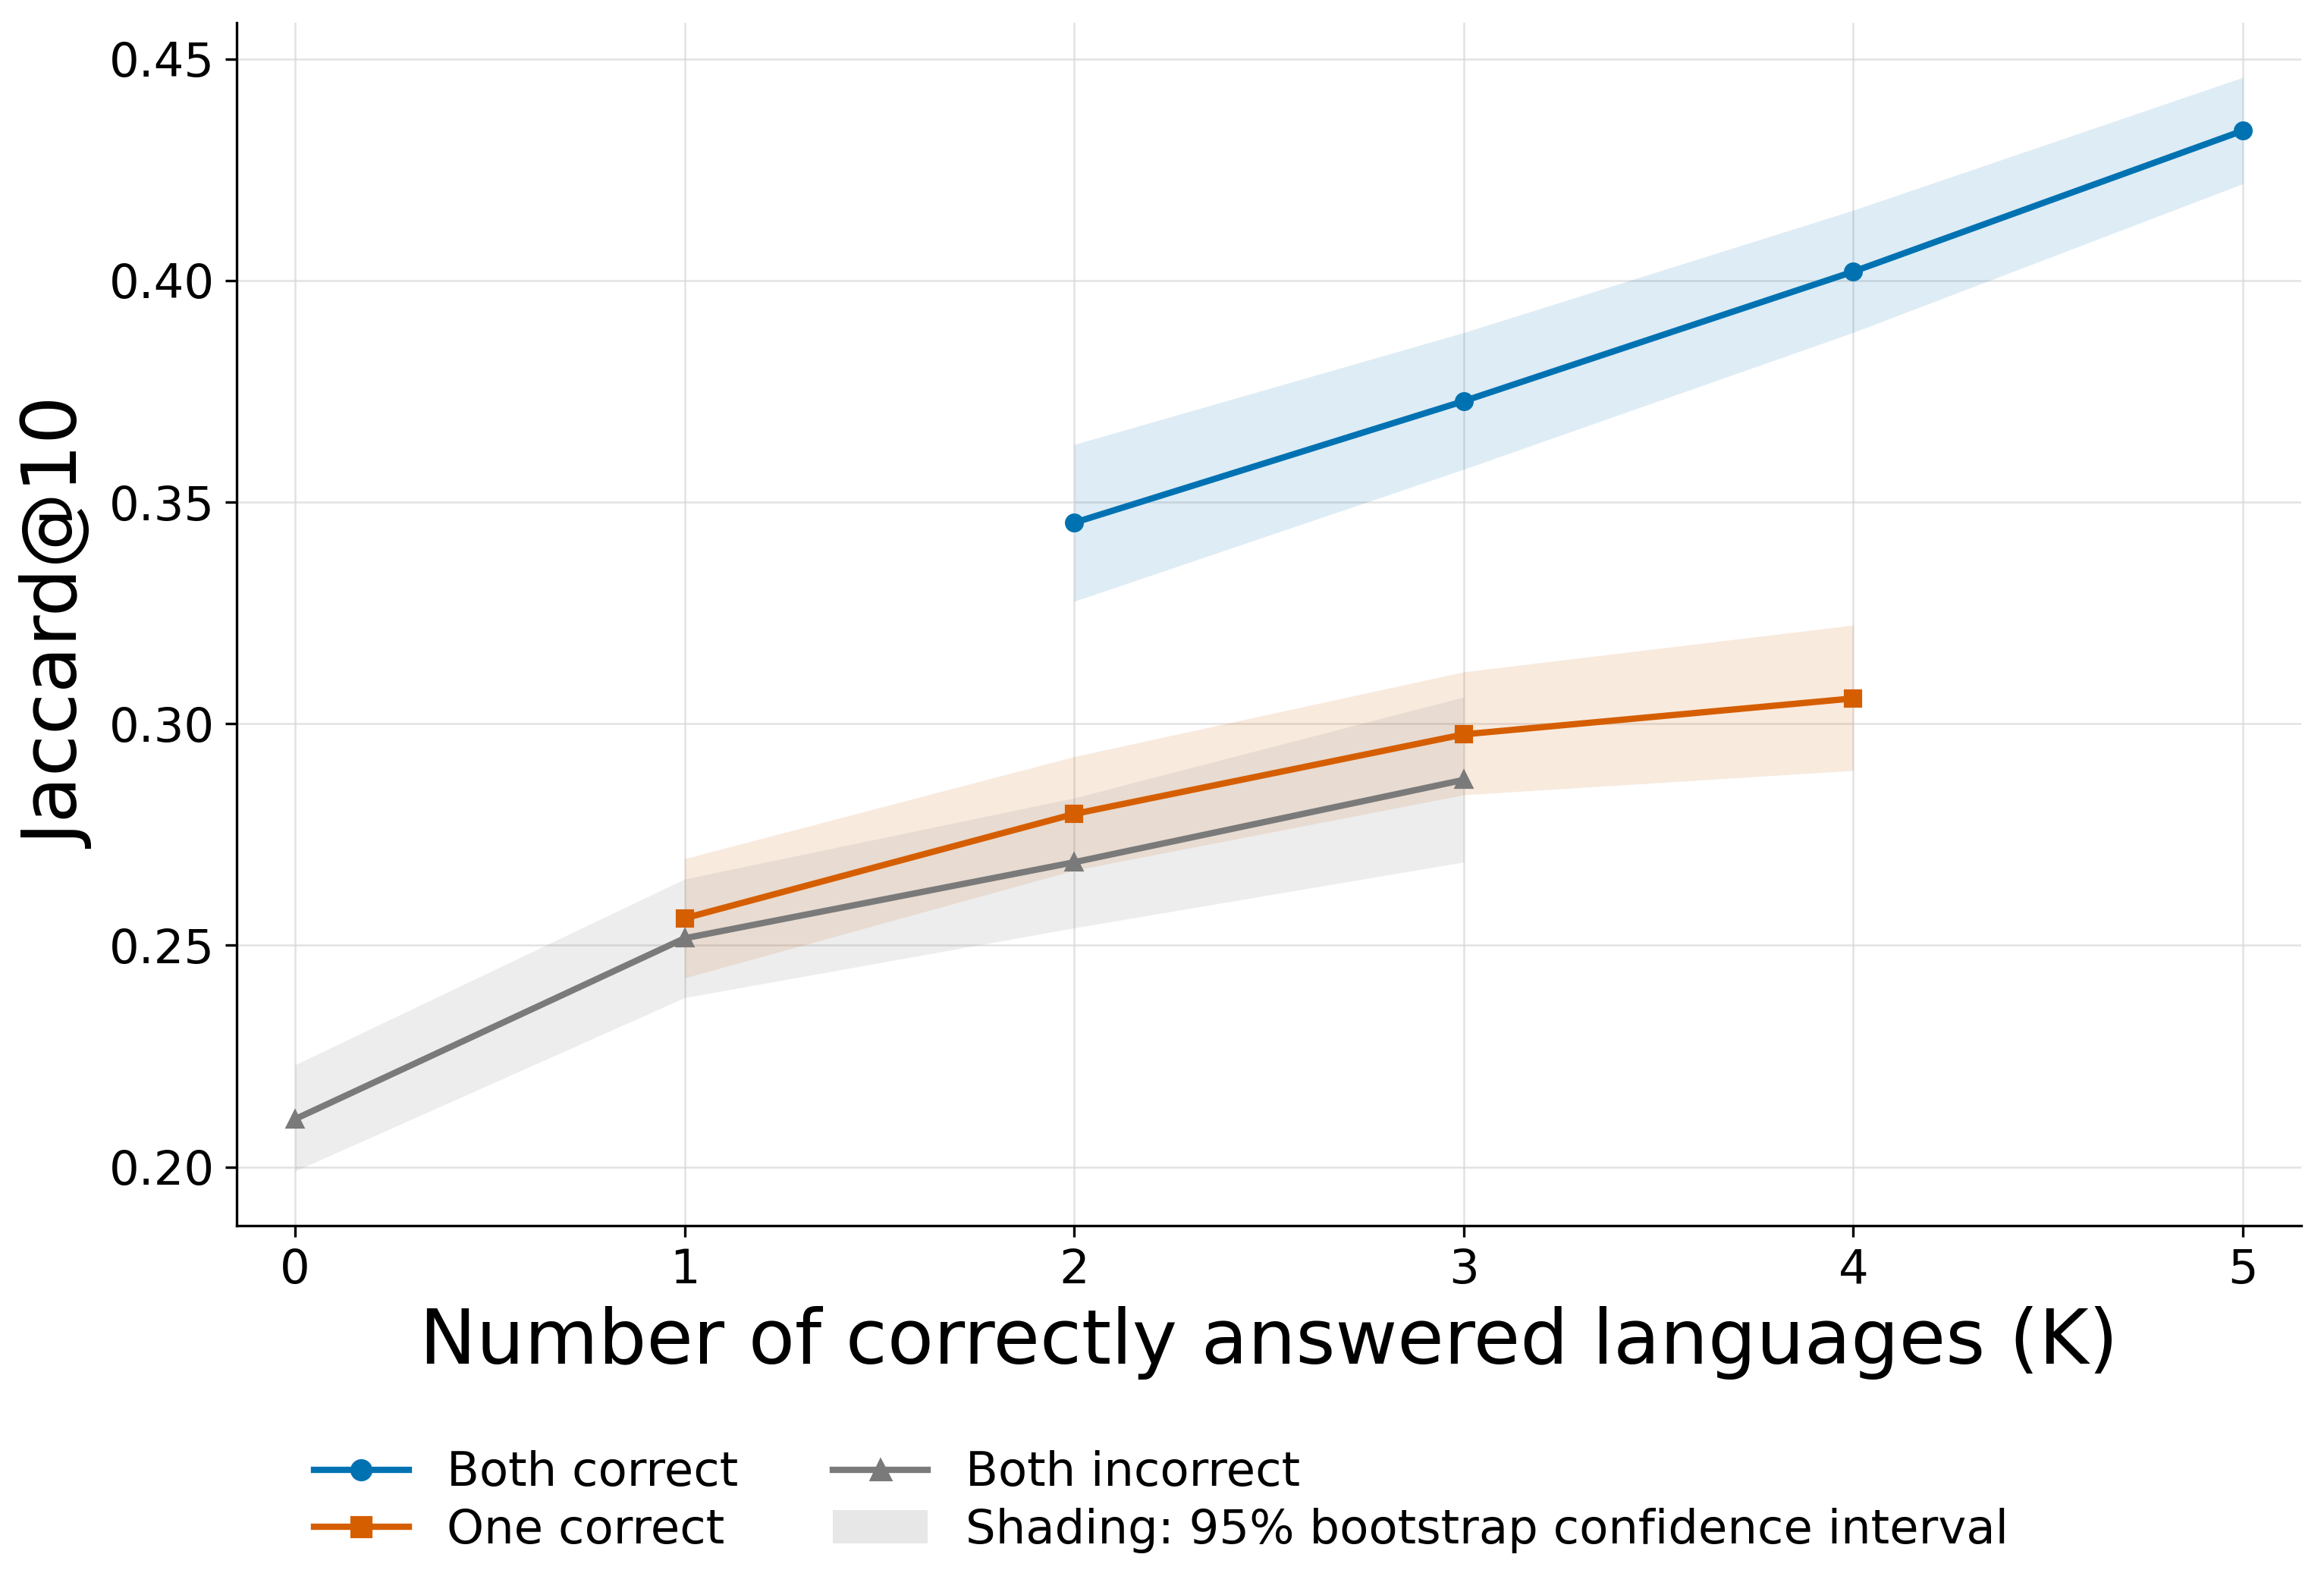 0.45
0.40
0.35
0.30
0.25
0.20
Jaccard@10
0 1 2 3 4 5
Number of correctly answered languages (K)
Both correct
One correct
Both incorrect
Shading: 95% bootstrap confidence interval